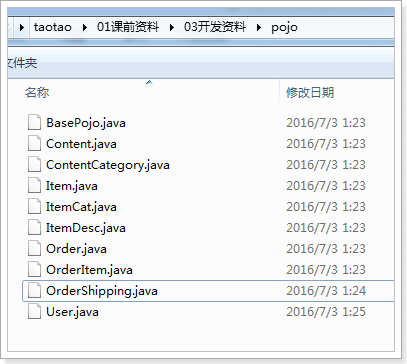 taotao 01课前资料 03开发资料 pojo
文件夹
名称 修改日期
BasePojo.java 2016/7/3 1:23
Content.java 2016/7/3 1:23
ContentCategory.java 2016/7/3 1:23
Item.java 2016/7/3 1:23
ItemCat.java 2016/7/3 1:23
ItemDesc.java 2016/7/3 1:23
Order.java 2016/7/3 1:23
OrderItem.java 2016/7/3 1:23
OrderShipping.java 2016/7/3 1:24
User.java 2016/7/3 1:25